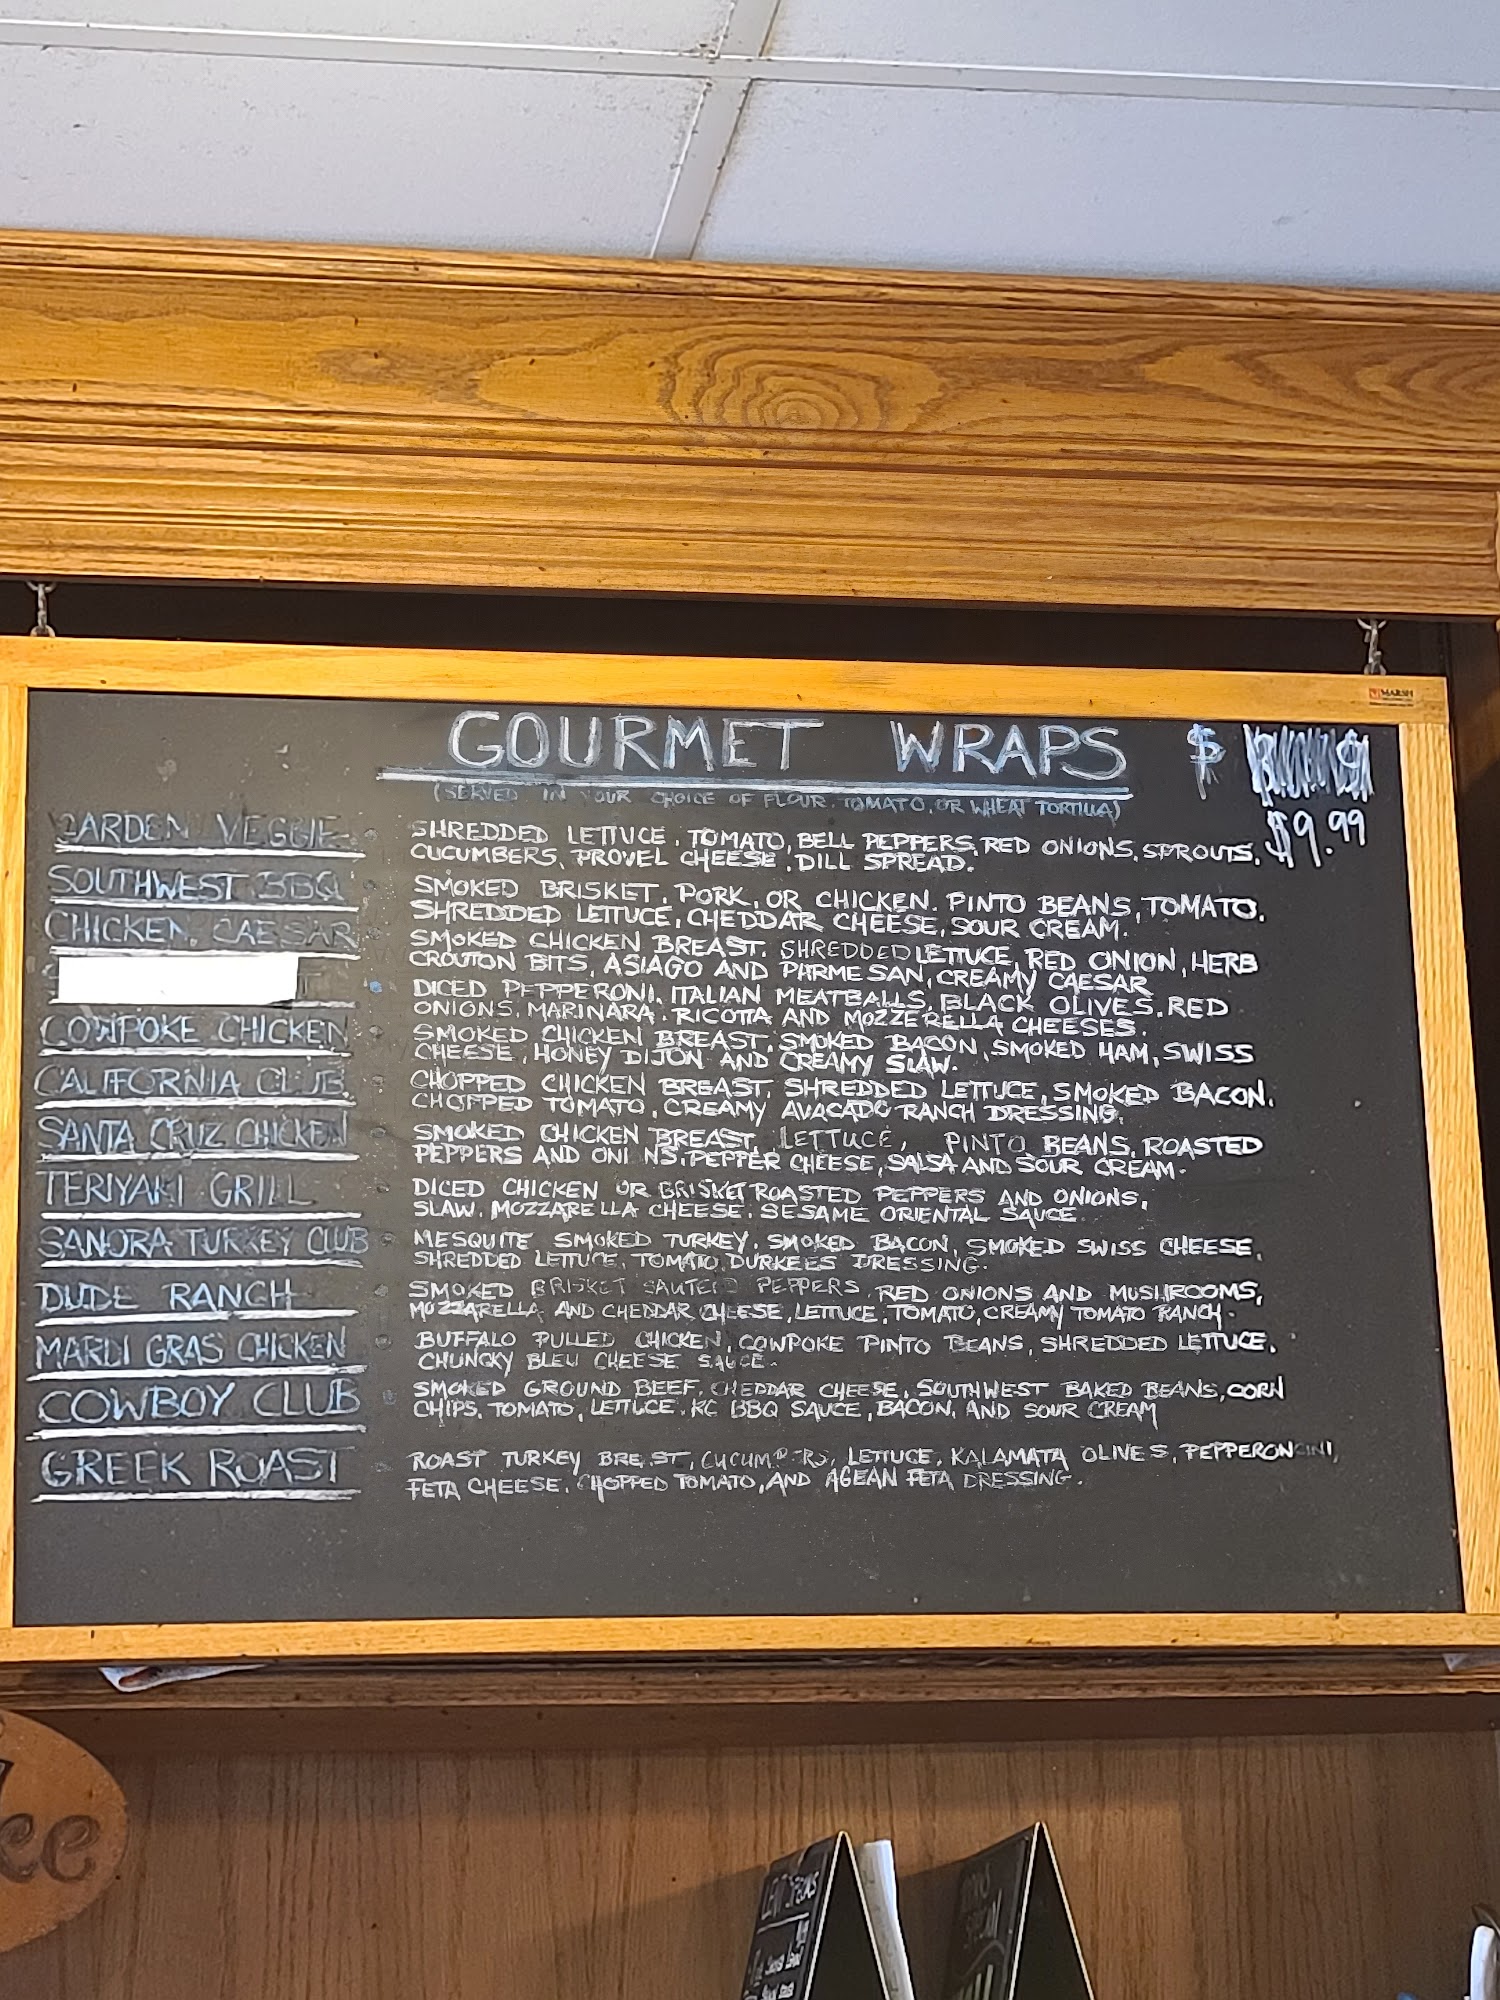 MARSH
GOURMET WRAPS $
(SERVED IN YOUR CHOICE OF FLOUR, TOMATO, OR WHEAT TORTILLA)
$9.99
GARDEN VEGGIE SHREDDED LETTUCE, TOMATO, BELL PEPPERS, RED ONIONS, SPROUTS,
CUCUMBERS, PROVEL CHEESE, DILL SPREAD.
SOUTHWEST BBQ SMOKED BRISKET, PORK, OR CHICKEN, PINTO BEANS, TOMATO,
SHREDDED LETTUCE, CHEDDAR CHEESE, SOUR CREAM.
CHICKEN CAESAR SMOKED CHICKEN BREAST, SHREDDED LETTUCE, RED ONION, HERB
CROUTON BITS, ASIAGO AND PARMESAN, CREAMY CAESAR
DICED PEPPERONI, ITALIAN MEATBALLS, BLACK OLIVES, RED
ONIONS, MARINARA, RICOTTA AND MOZZERELLA CHEESES.
COWPOKE CHICKEN SMOKED CHICKEN BREAST, SMOKED BACON, SMOKED HAM, SWISS
CHEESE, HONEY DIJON AND CREAMY SLAW.
CALIFORNIA CLUB CHOPPED CHICKEN BREAST, SHREDDED LETTUCE, SMOKED BACON,
CHOPPED TOMATO, CREAMY AVACADO RANCH DRESSING.
SANTA CRUZ CHICKEN SMOKED CHICKEN BREAST, LETTUCE, PINTO BEANS, ROASTED
PEPPERS AND ONI NS, PEPPER CHEESE, SALSA AND SOUR CREAM.
TERIYAKI GRILL DICED CHICKEN OR BRISKET ROASTED PEPPERS AND ONIONS,
SLAW, MOZZARELLA CHEESE, SESAME ORIENTAL SAUCE
SANORA TURKEY CLUB MESQUITE SMOKED TURKEY, SMOKED BACON, SMOKED SWISS CHEESE,
SHREDDED LETTUCE, TOMATO, DURKEES DRESSING.
DUDE RANCH SMOKED BRISKET SAUTEED PEPPERS, RED ONIONS AND MUSHROOMS,
MOZZARELLA AND CHEDDAR CHEESE, LETTUCE, TOMATO, CREAMY TOMATO RANCH.
MARDI GRAS CHICKEN BUFFALO PULLED CHICKEN, COWPOKE PINTO BEANS, SHREDDED LETTUCE,
CHUNCKY BLEU CHEESE SAUCE.
COWBOY CLUB SMOKED GROUND BEEF, CHEDDAR CHEESE, SOUTHWEST BAKED BEANS, CORN
CHIPS, TOMATO, LETTUCE, KC BBQ SAUCE, BACON, AND SOUR CREAM
GREEK ROAST ROAST TURKEY BREAST, CUCUMBERS, LETTUCE, KALAMATA OLIVES, PEPPERONCINI,
FETA CHEESE, CHOPPED TOMATO, AND AGEAN FETA DRESSING.